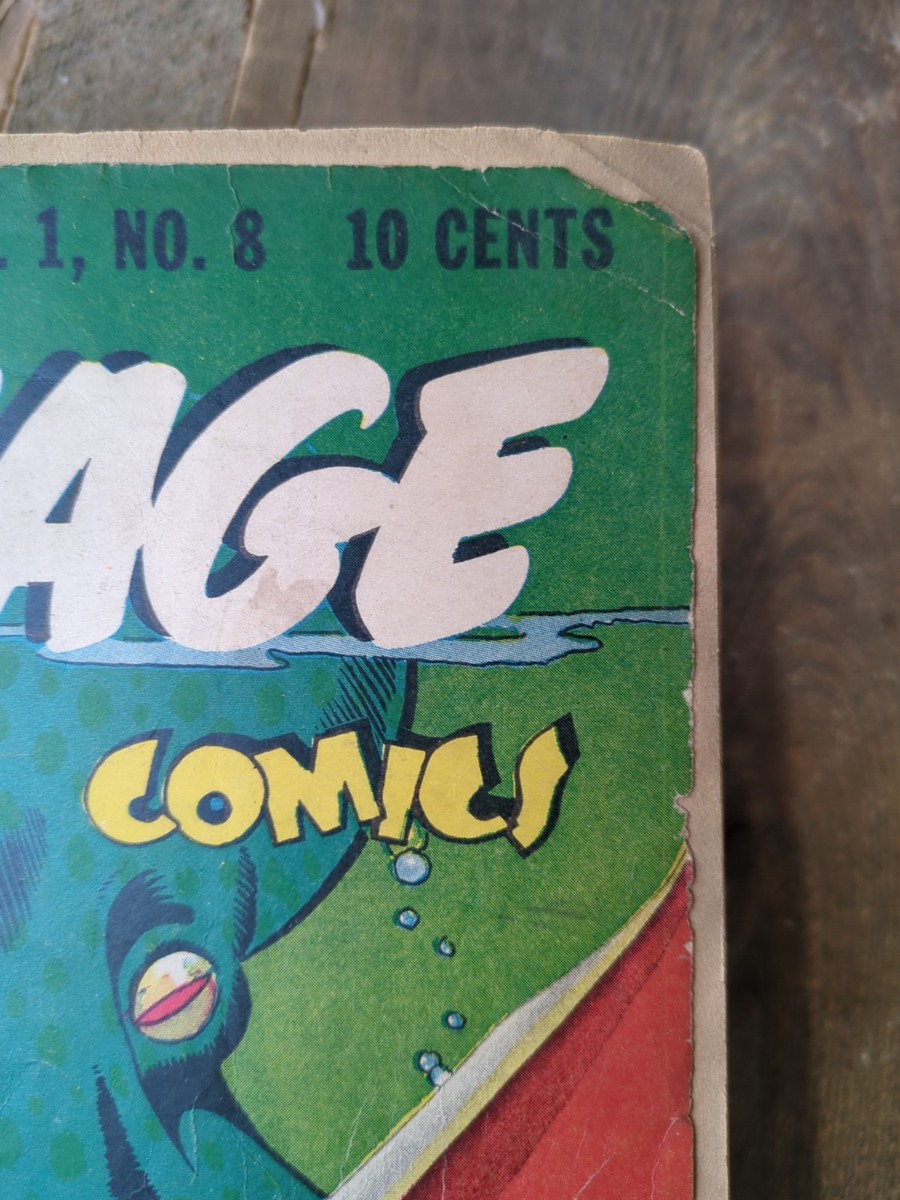 . 1, NO. 8 10 CENTS
AGE
COMICS